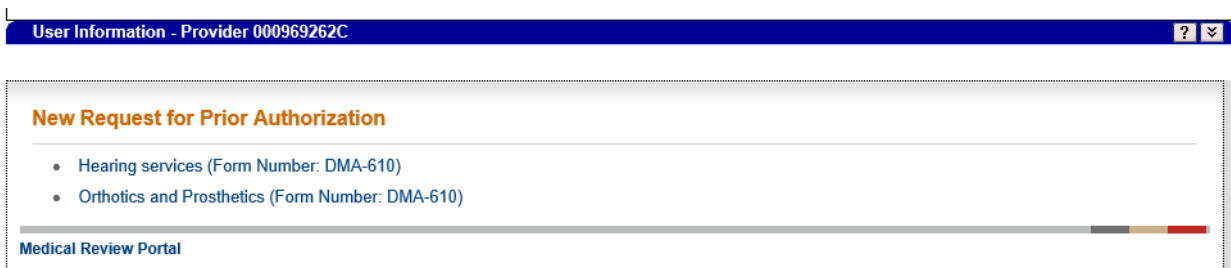 User Information - Provider 000969262C
?
New Request for Prior Authorization
Hearing services (Form Number: DMA-610)
Orthotics and Prosthetics (Form Number: DMA-610)
Medical Review Portal